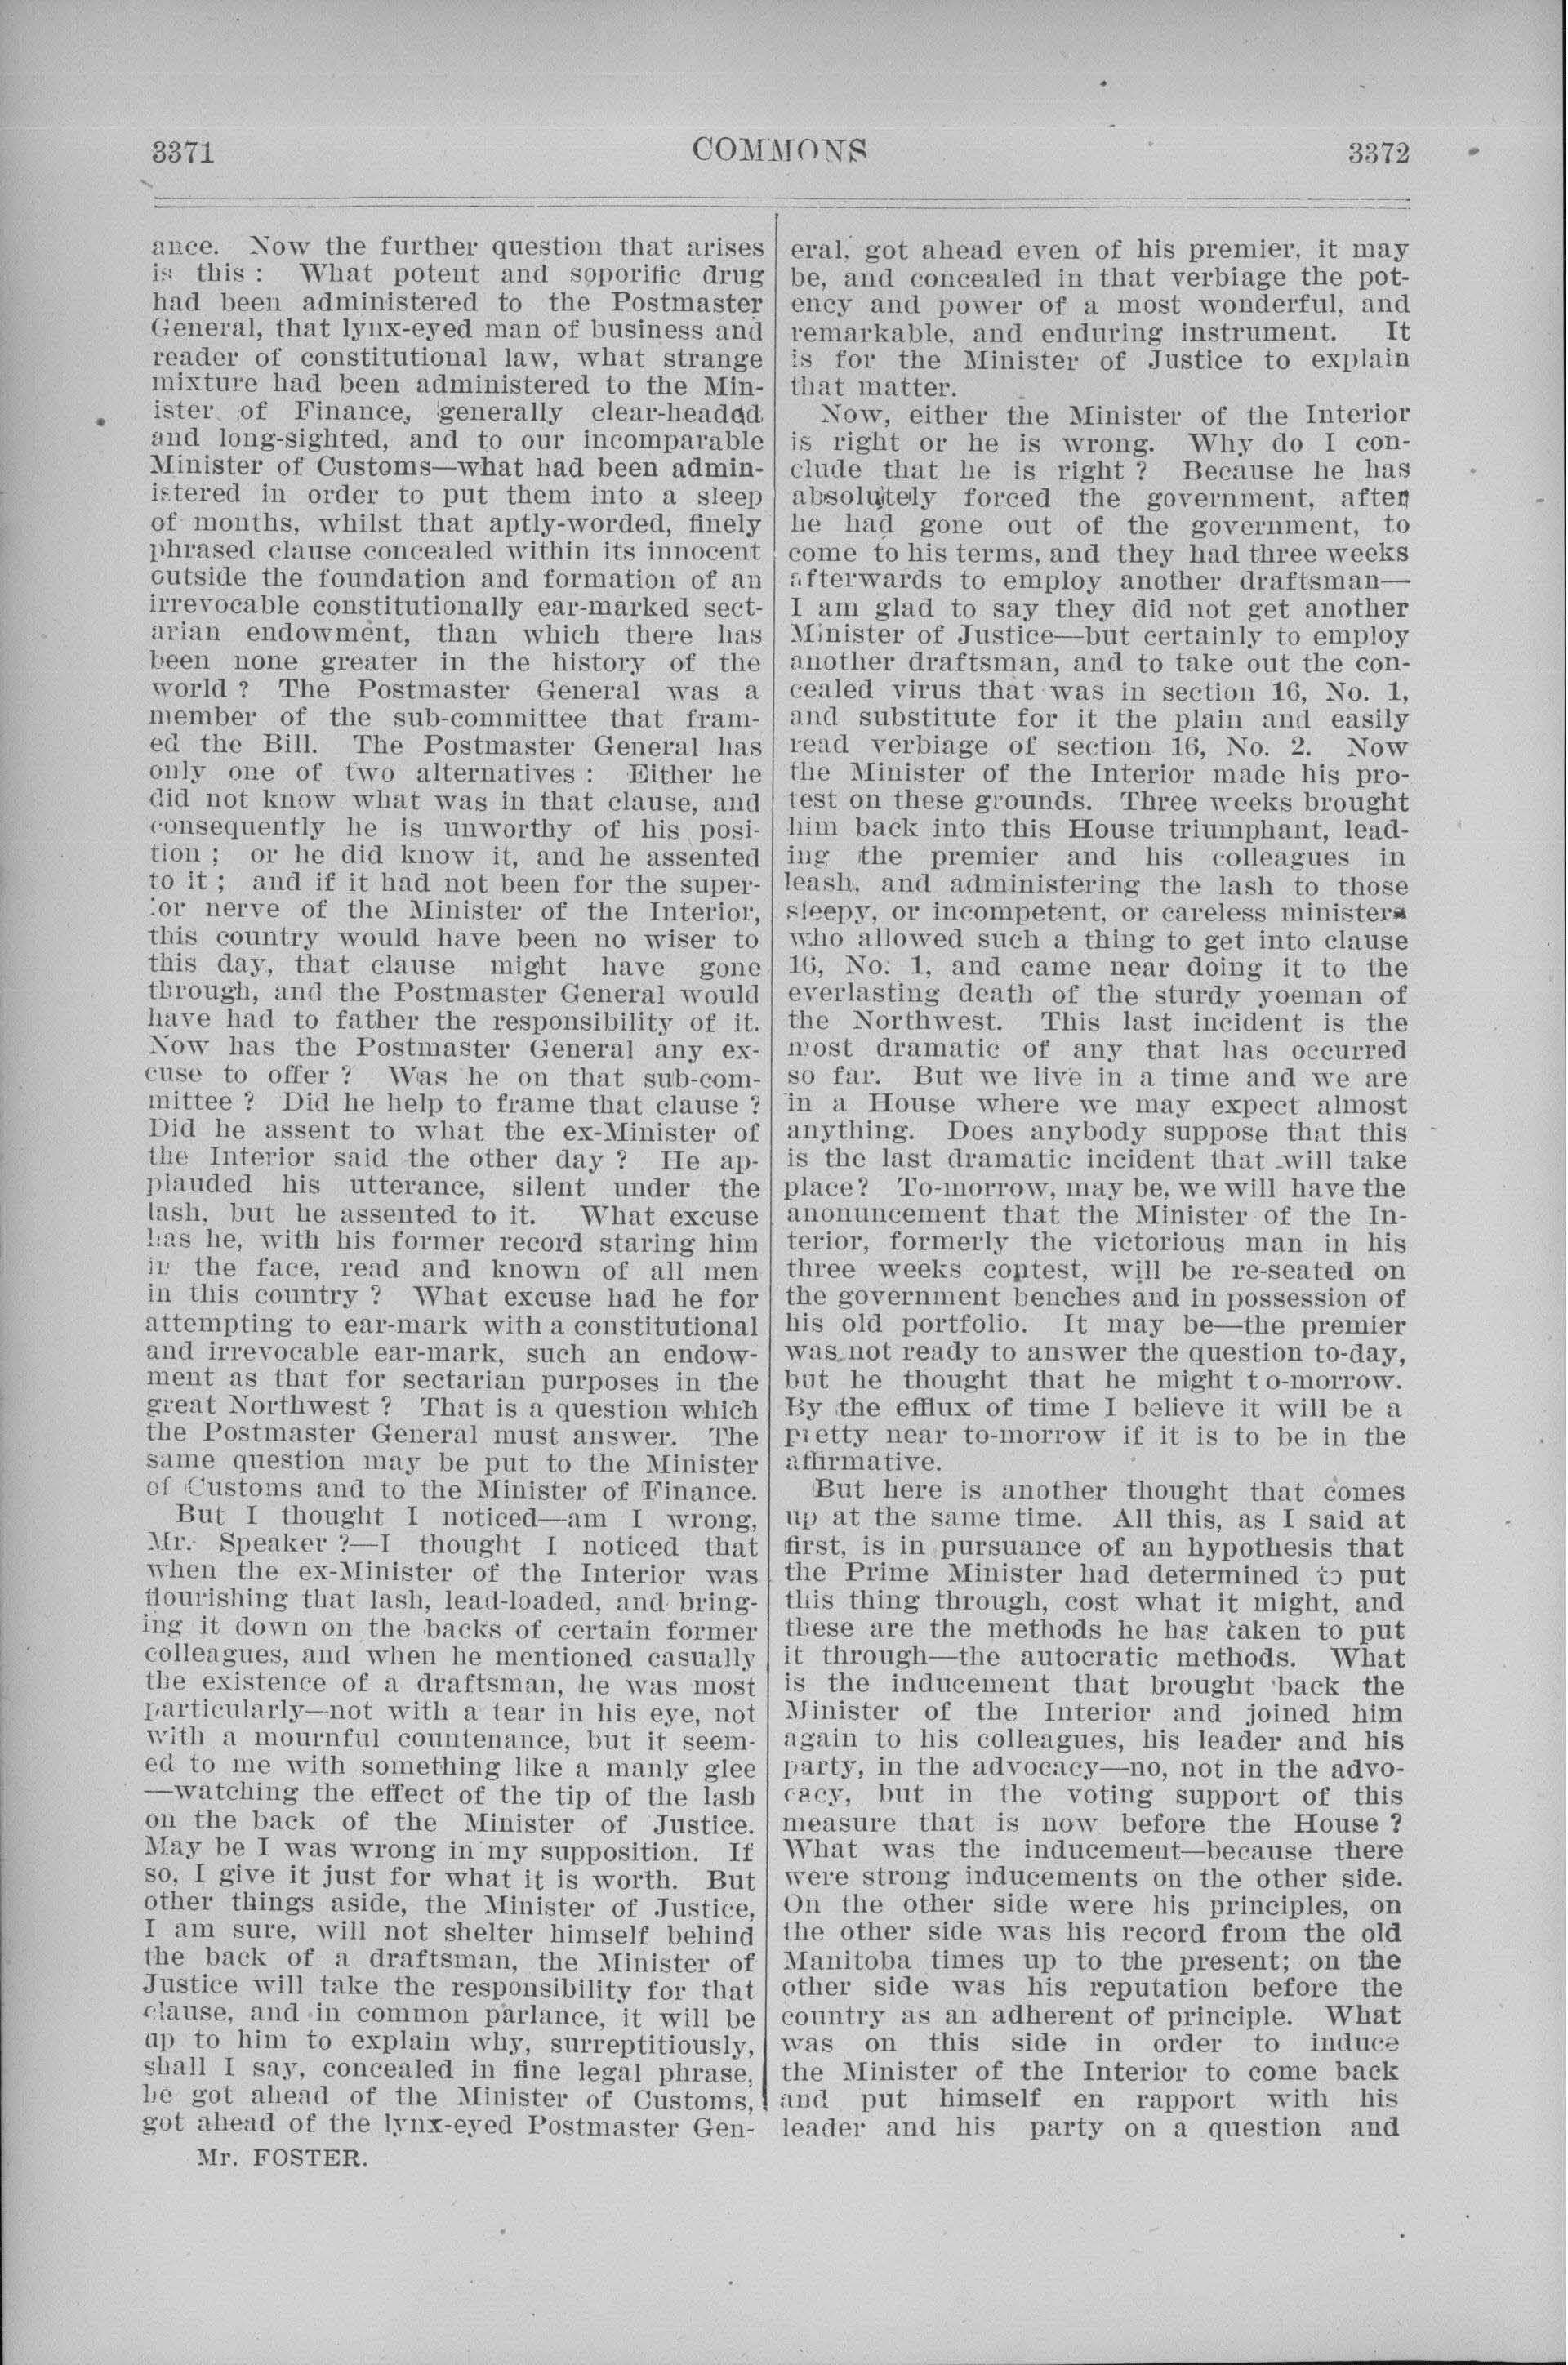 3371
COMMONS
3372
ance. Now the further question that arises
is this : What potent and soporific drug
had been administered to the Postmaster
General, that lynx-eyed man of business and
reader of constitutional law, what strange
mixture had been administered to the Min-
ister of Finance, generally clear-headed
and long-sighted, and to our incomparable
Minister of Customs—what had been admin-
istered in order to put them into a sleep
of months, whilst that aptly-worded, finely
phrased clause concealed within its innocent
outside the foundation and formation of an
irrevocable constitutionally ear-marked sect-
arian endowment, than which there has
been none greater in the history of the
world ? The Postmaster General was a
member of the sub-committee that fram-
ed the Bill. The Postmaster General has
only one of two alternatives : Either he
did not know what was in that clause, and
consequently he is unworthy of his posi-
tion ; or he did know it, and he assented
to it ; and if it had not been for the super-
ior nerve of the Minister of the Interior,
this country would have been no wiser to
this day, that clause might have gone
through, and the Postmaster General would
have had to father the responsibility of it.
Now has the Postmaster General any ex-
cuse to offer ? Was he on that sub-com-
mittee ? Did he help to frame that clause ?
Did he assent to what the ex-Minister of
the Interior said the other day ? He ap-
plauded his utterance, silent under the
lash, but he assented to it. What excuse
has he, with his former record staring him
in the face, read and known of all men
in this country ? What excuse had he for
attempting to ear-mark with a constitutional
and irrevocable ear-mark, such an endow-
ment as that for sectarian purposes in the
great Northwest ? That is a question which
the Postmaster General must answer. The
same question may be put to the Minister
of Customs and to the Minister of Finance.
But I thought I noticed—am I wrong,
Mr. Speaker ?—I thought I noticed that
when the ex-Minister of the Interior was
flourishing that lash, lead-loaded, and bring-
ing it down on the backs of certain former
colleagues, and when he mentioned casually
the existence of a draftsman, he was most
particularly—not with a tear in his eye, not
with a mournful countenance, but it seem-
ed to me with something like a manly glee
—watching the effect of the tip of the lash
on the back of the Minister of Justice.
May be I was wrong in my supposition. If
so, I give it just for what it is worth. But
other things aside, the Minister of Justice,
I am sure, will not shelter himself behind
the back of a draftsman, the Minister of
Justice will take the responsibility for that
clause, and in common parlance, it will be
up to him to explain why, surreptitiously,
shall I say, concealed in fine legal phrase,
he got ahead of the Minister of Customs,
got ahead of the lynx-eyed Postmaster Gen-
Mr. FOSTER.
eral, got ahead even of his premier, it may
be, and concealed in that verbiage the pot-
ency and power of a most wonderful, and
remarkable, and enduring instrument. It
is for the Minister of Justice to explain
that matter.
Now, either the Minister of the Interior
is right or he is wrong. Why do I con-
clude that he is right ? Because he has
absolutely forced the government, after
he had gone out of the government, to
come to his terms, and they had three weeks
afterwards to employ another draftsman—
I am glad to say they did not get another
Minister of Justice—but certainly to employ
another draftsman, and to take out the con-
cealed virus that was in section 16, No. 1,
and substitute for it the plain and easily
read verbiage of section 16, No. 2. Now
the Minister of the Interior made his pro-
test on these grounds. Three weeks brought
him back into this House triumphant, lead-
ing the premier and his colleagues in
leash, and administering the lash to those
sleepy, or incompetent, or careless ministers
who allowed such a thing to get into clause
16, No. 1, and came near doing it to the
everlasting death of the sturdy yoeman of
the Northwest. This last incident is the
most dramatic of any that has occurred
so far. But we live in a time and we are
in a House where we may expect almost
anything. Does anybody suppose that this
is the last dramatic incident that will take
place? To-morrow, may be, we will have the
anonuncement that the Minister of the In-
terior, formerly the victorious man in his
three weeks contest, will be re-seated on
the government benches and in possession of
his old portfolio. It may be—the premier
was not ready to answer the question to-day,
but he thought that he might to-morrow.
By the efflux of time I believe it will be a
pretty near to-morrow if it is to be in the
affirmative.
But here is another thought that comes
up at the same time. All this, as I said at
first, is in pursuance of an hypothesis that
the Prime Minister had determined to put
this thing through, cost what it might, and
these are the methods he has taken to put
it through—the autocratic methods. What
is the inducement that brought back the
Minister of the Interior and joined him
again to his colleagues, his leader and his
party, in the advocacy—no, not in the advo-
cacy, but in the voting support of this
measure that is now before the House ?
What was the inducement—because there
were strong inducements on the other side.
On the other side were his principles, on
the other side was his record from the old
Manitoba times up to the present; on the
other side was his reputation before the
country as an adherent of principle. What
was on this side in order to induce
the Minister of the Interior to come back
and put himself en rapport with his
leader and his party on a question and